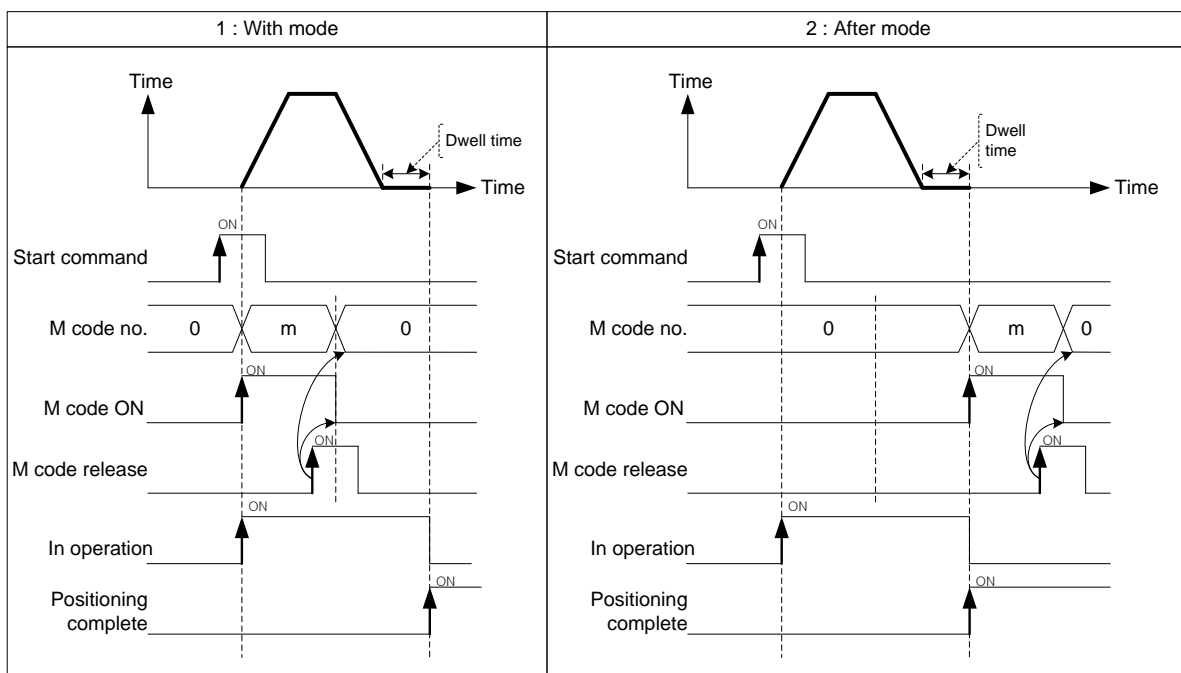 1 : With mode
Time
Dwell time
Time
ON
Start command
M code no.
0
m
0
ON
M code ON
ON
M code release
ON
In operation
ON
Positioning
complete
2 : After mode
Time
Dwell
time
Time
ON
Start command
M code no.
0
m
0
ON
M code ON
ON
M code release
ON
In operation
ON
Positioning
complete